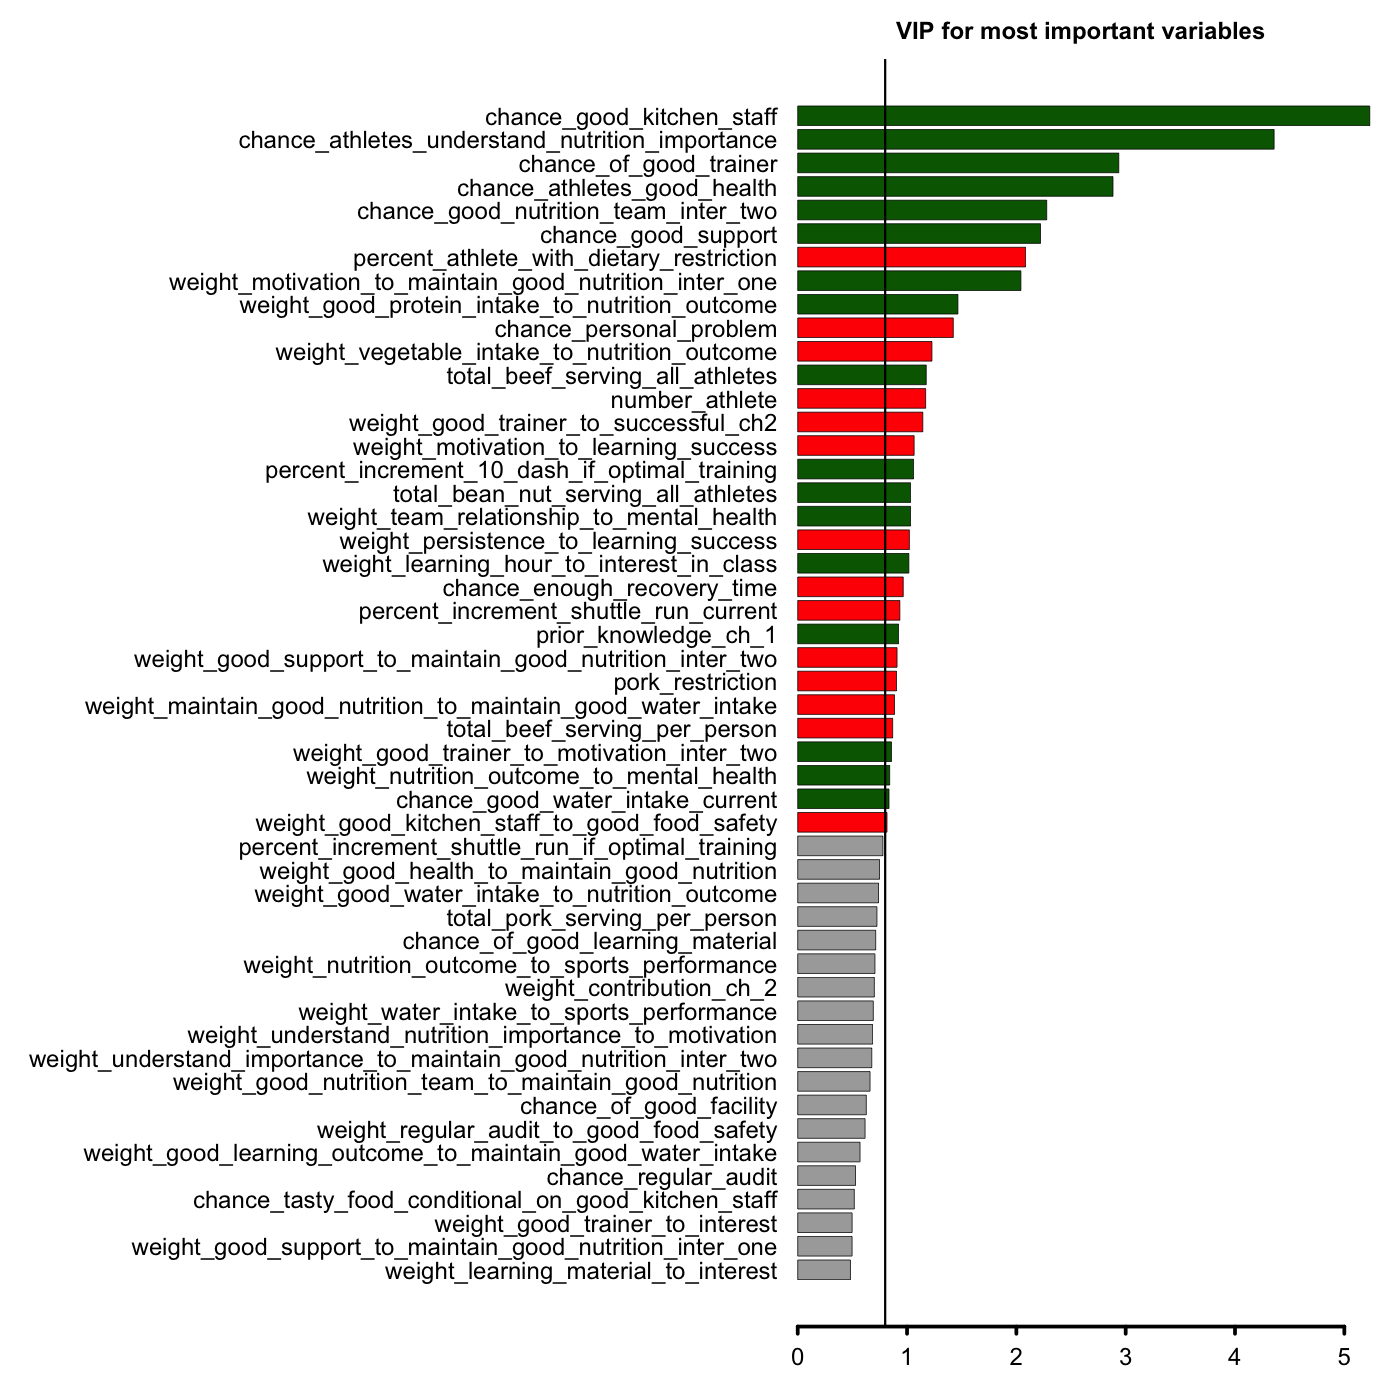 VIP for most important variables
chance_good_kitchen_staff
chance_athletes_understand_nutrition_importance
chance_of_good_trainer
chance_athletes_good_health
chance_good_nutrition_team_inter_two
chance_good_support
percent_athlete_with_dietary_restriction
weight_motivation_to_maintain_good_nutrition_inter_one
weight_good_protein_intake_to_nutrition_outcome
chance_personal_problem
weight_vegetable_intake_to_nutrition_outcome
total_beef_serving_all_athletes
number_athlete
weight_good_trainer_to_successful_ch2
weight_motivation_to_learning_success
percent_increment_10_dash_if_optimal_training
total_bean_nut_serving_all_athletes
weight_team_relationship_to_mental_health
weight_persistence_to_learning_success
weight_learning_hour_to_interest_in_class
chance_enough_recovery_time
percent_increment_shuttle_run_current
prior_knowledge_ch_1
weight_good_support_to_maintain_good_nutrition_inter_two
pork_restriction
weight_maintain_good_nutrition_to_maintain_good_water_intake
total_beef_serving_per_person
weight_good_trainer_to_motivation_inter_two
weight_nutrition_outcome_to_mental_health
chance_good_water_intake_current
weight_good_kitchen_staff_to_good_food_safety
percent_increment_shuttle_run_if_optimal_training
weight_good_health_to_maintain_good_nutrition
weight_good_water_intake_to_nutrition_outcome
total_pork_serving_per_person
chance_of_good_learning_material
weight_nutrition_outcome_to_sports_performance
weight_contribution_ch_2
weight_water_intake_to_sports_performance
weight_understand_nutrition_importance_to_motivation
weight_understand_importance_to_maintain_good_nutrition_inter_two
weight_good_nutrition_team_to_maintain_good_nutrition
chance_of_good_facility
weight_regular_audit_to_good_food_safety
weight_good_learning_outcome_to_maintain_good_water_intake
chance_regular_audit
chance_tasty_food_conditional_on_good_kitchen_staff
weight_good_trainer_to_interest
weight_good_support_to_maintain_good_nutrition_inter_one
weight_learning_material_to_interest
0 1 2 3 4 5